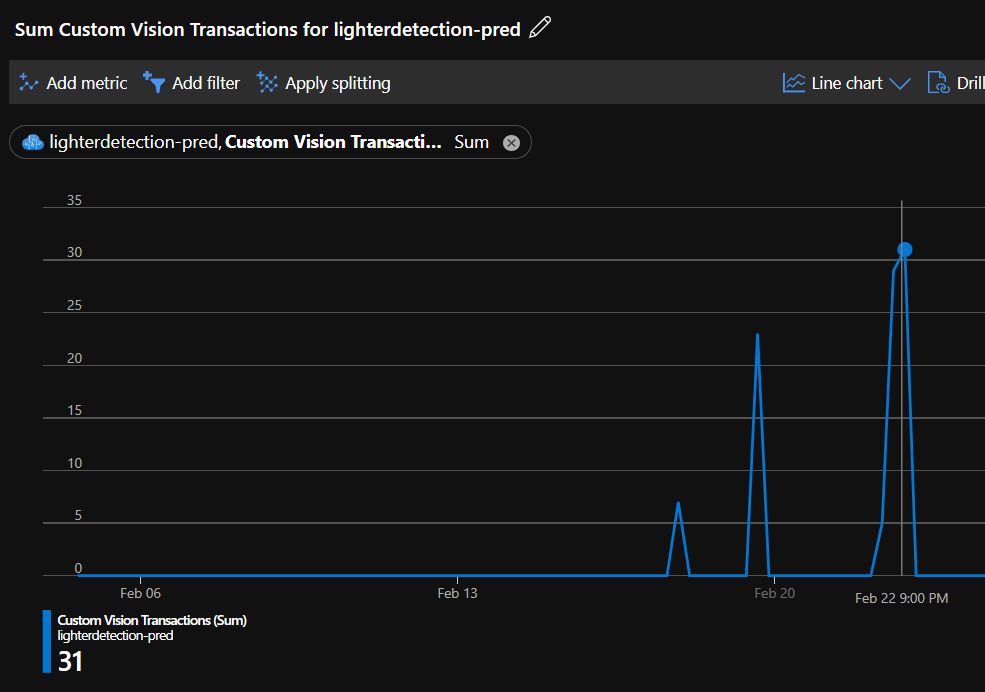 Sum Custom Vision Transactions for lighterdetection-pred
Add metric Add filter Apply splitting Line chart Drill
lighterdetection-pred, Custom Vision Transacti... Sum
35
30
25
20
15
10
5
0
Feb 06 Feb 13 Feb 20 Feb 22 9:00 PM
Custom Vision Transactions (Sum)
lighterdetection-pred
31